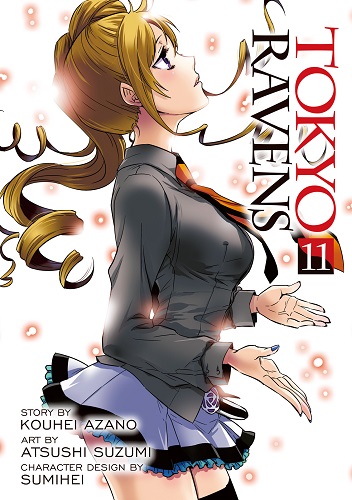 TOKYO
RAVENS
11
STORY BY
KOUHEI AZANO
ART BY
ATSUSHI SUZUMI
CHARACTER DESIGN BY
SUMIHEI